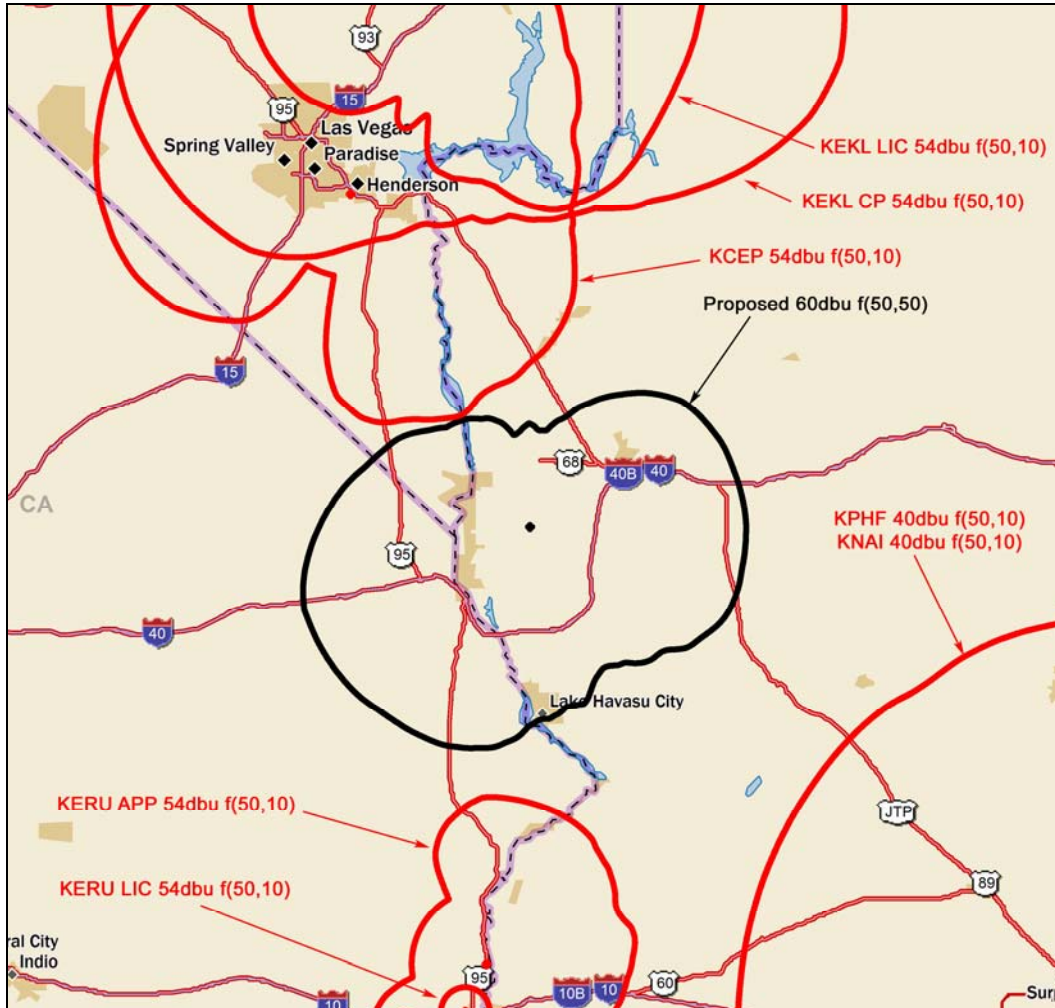 93
15
95
Las Vegas
Spring Valley
Paradise
Henderson
KEKL LIC 54dbu f(50,10)
KEKL CP 54dbu f(50,10)
KCEP 54dbu f(50,10)
Proposed 60dbu f(50,50)
15
68
40B
40
CA
KPHF 40dbu f(50,10)
KNAI 40dbu f(50,10)
95
40
Lake Havasu City
KERU APP 54dbu f(50,10)
JTP
KERU LIC 54dbu f(50,10)
89
ral City
Indio
95
10
10B
10
60
Surp